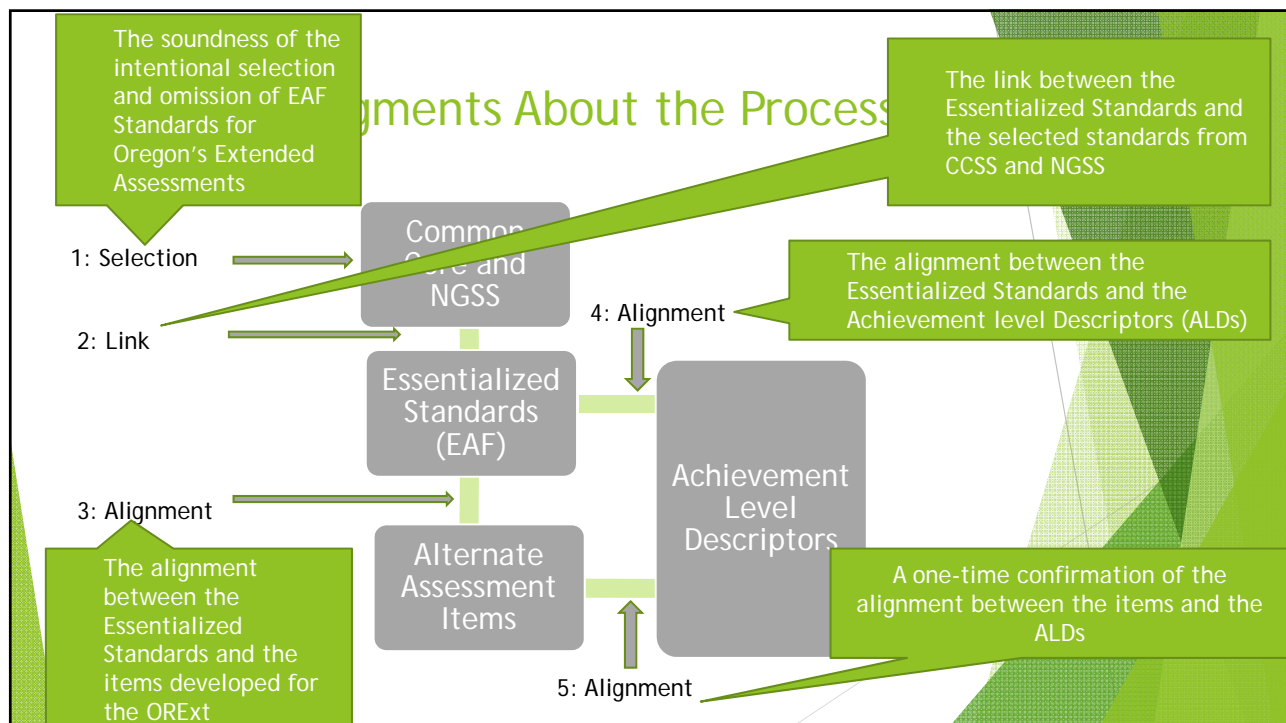 The soundness of the
intentional selection
and omission of EAF
Standards for
Oregon's Extended
Assessments
gments About the Process
The link between the
Essentialized Standards and
the selected standards from
CCSS and NGSS
1: Selection
Common
Core and
NGSS
2: Link
4: Alignment
The alignment between the
Essentialized Standards and the
Achievement level Descriptors (ALDs)
Essentialized
Standards
(EAF)
3: Alignment
The alignment
between the
Essentialized
Standards and the
items developed for
the ORExt
Alternate
Assessment
Items
Achievement
Level
Descriptors
A one-time confirmation of the
alignment between the items and the
ALDs
5: Alignment